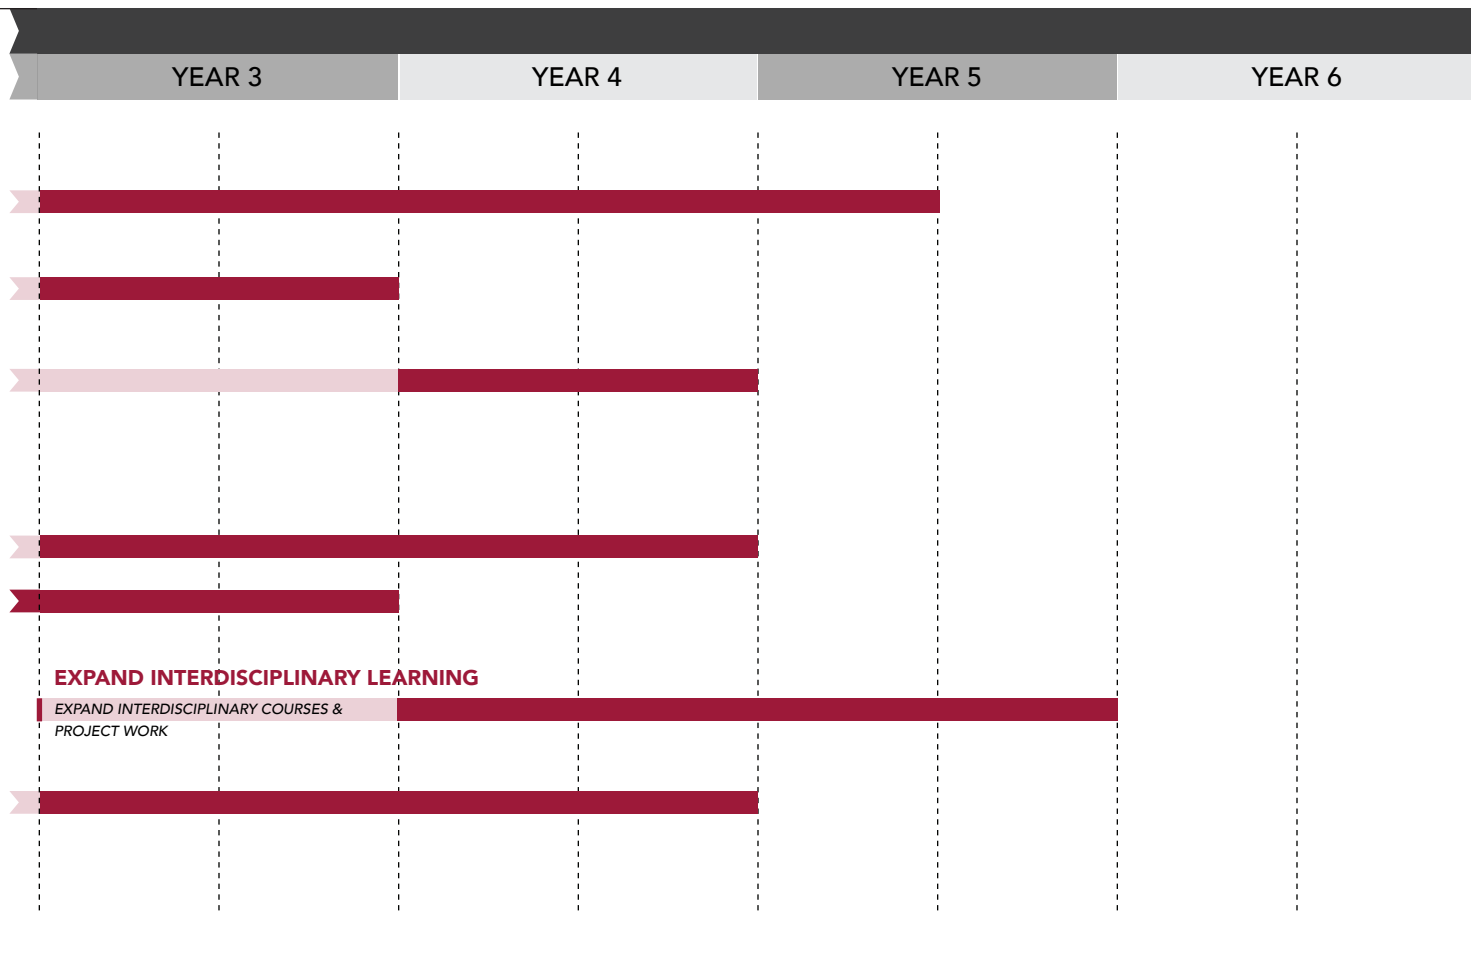 YEAR 3 YEAR 4 YEAR 5 YEAR 6
EXPAND INTERDISCIPLINARY LEARNING
EXPAND INTERDISCIPLINARY COURSES &
PROJECT WORK